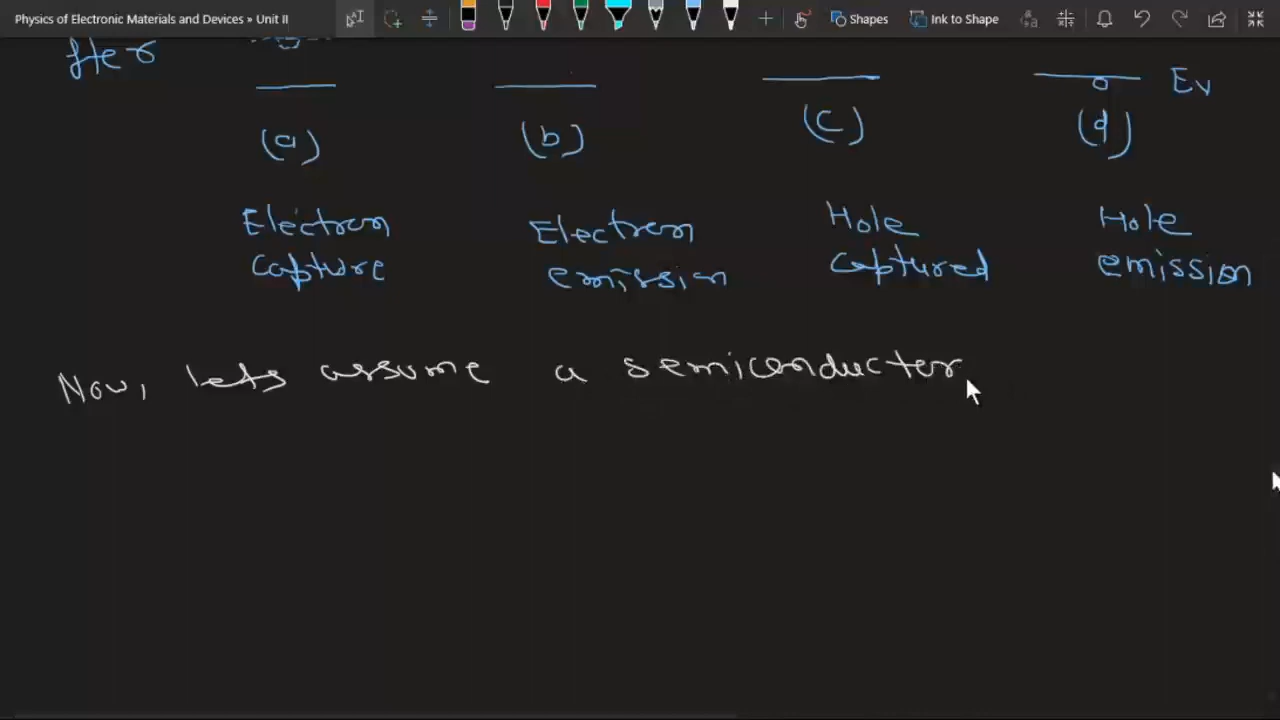 Physics of Electronic Materials and Devices » Unit II
Shapes
Ink to Shape
fter
Ev
(a) (b) (c) (d)
Electron Electron Hole Hole
capture emission captured emission
Now, lets assume a semiconductor